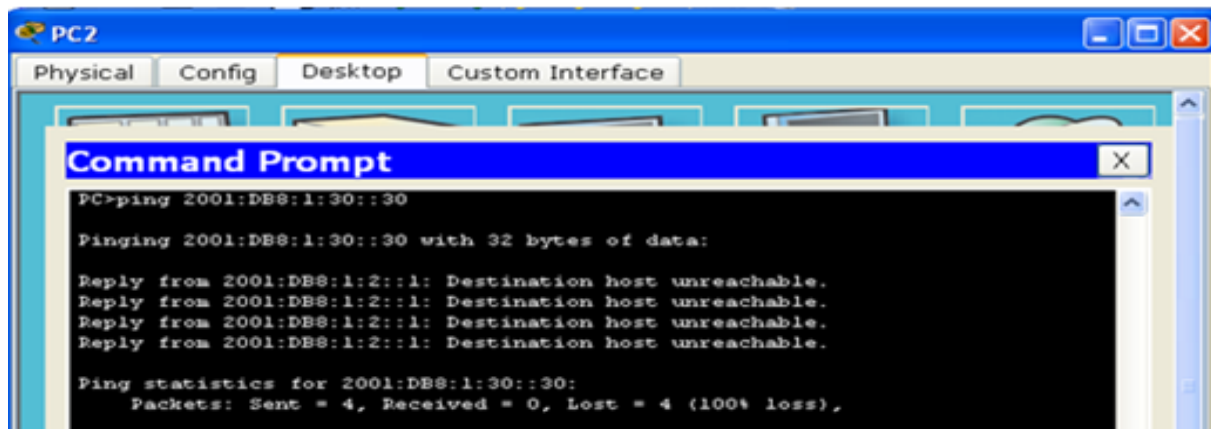 PC2
Physical Config Desktop Custom Interface
Command Prompt
X
PC>ping 2001:DB8:1:30::30
Pinging 2001:DB8:1:30::30 with 32 bytes of data:
Reply from 2001:DB8:1:2::1: Destination host unreachable.
Reply from 2001:DB8:1:2::1: Destination host unreachable.
Reply from 2001:DB8:1:2::1: Destination host unreachable.
Reply from 2001:DB8:1:2::1: Destination host unreachable.
Ping statistics for 2001:DB8:1:30::30:
Packets: Sent = 4, Received = 0, Lost = 4 (100% loss),